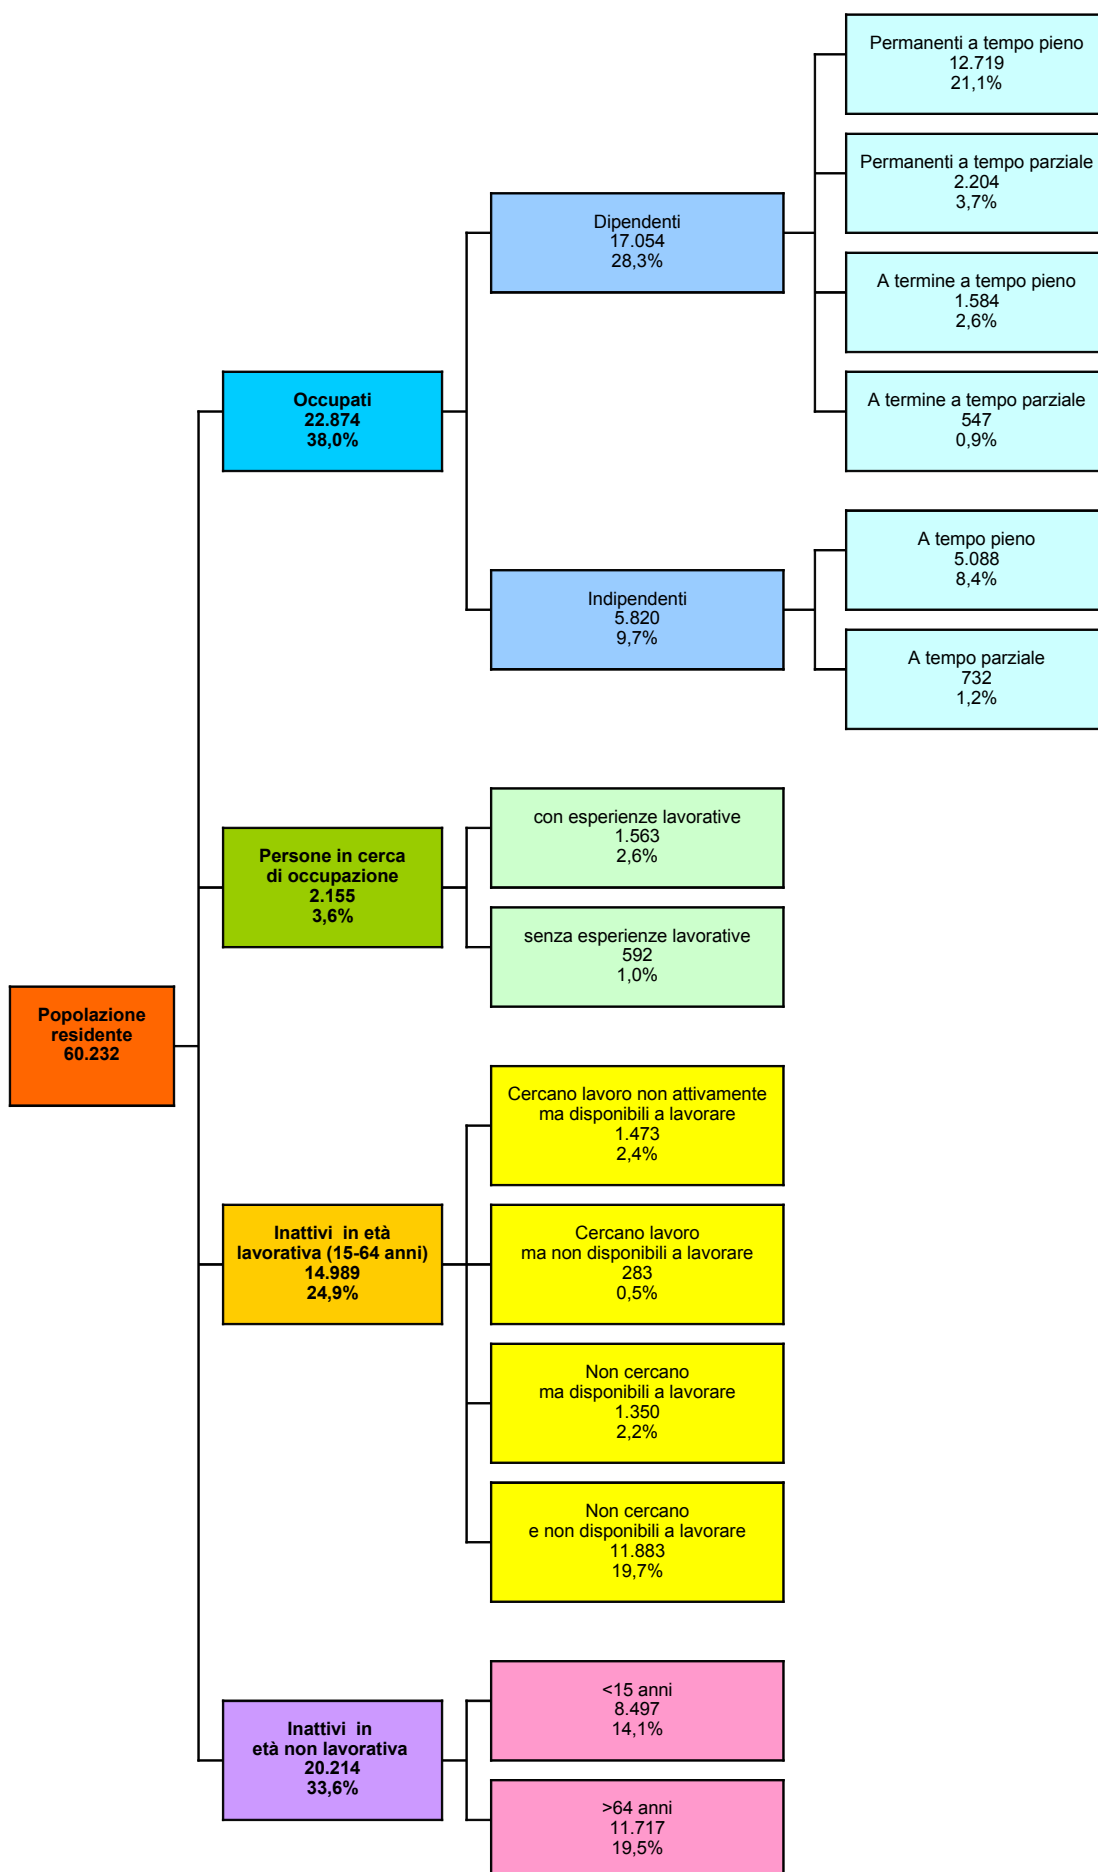 Popolazione
residente
60.232
Occupati
22.874
38,0%
Dipendenti
17.054
28,3%
Permanenti a tempo pieno
12.719
21,1%
Permanenti a tempo parziale
2.204
3,7%
A termine a tempo pieno
1.584
2,6%
A termine a tempo parziale
547
0,9%
Indipendenti
5.820
9,7%
A tempo pieno
5.088
8,4%
A tempo parziale
732
1,2%
Persone in cerca
di occupazione
2.155
3,6%
con esperienze lavorative
1.563
2,6%
senza esperienze lavorative
592
1,0%
Inattivi in età
lavorativa (15-64 anni)
14.989
24,9%
Cercano lavoro non attivamente
ma disponibili a lavorare
1.473
2,4%
Cercano lavoro
ma non disponibili a lavorare
283
0,5%
Non cercano
ma disponibili a lavorare
1.350
2,2%
Non cercano
e non disponibili a lavorare
11.883
19,7%
Inattivi in
età non lavorativa
20.214
33,6%
<15 anni
8.497
14,1%
>64 anni
11.717
19,5%